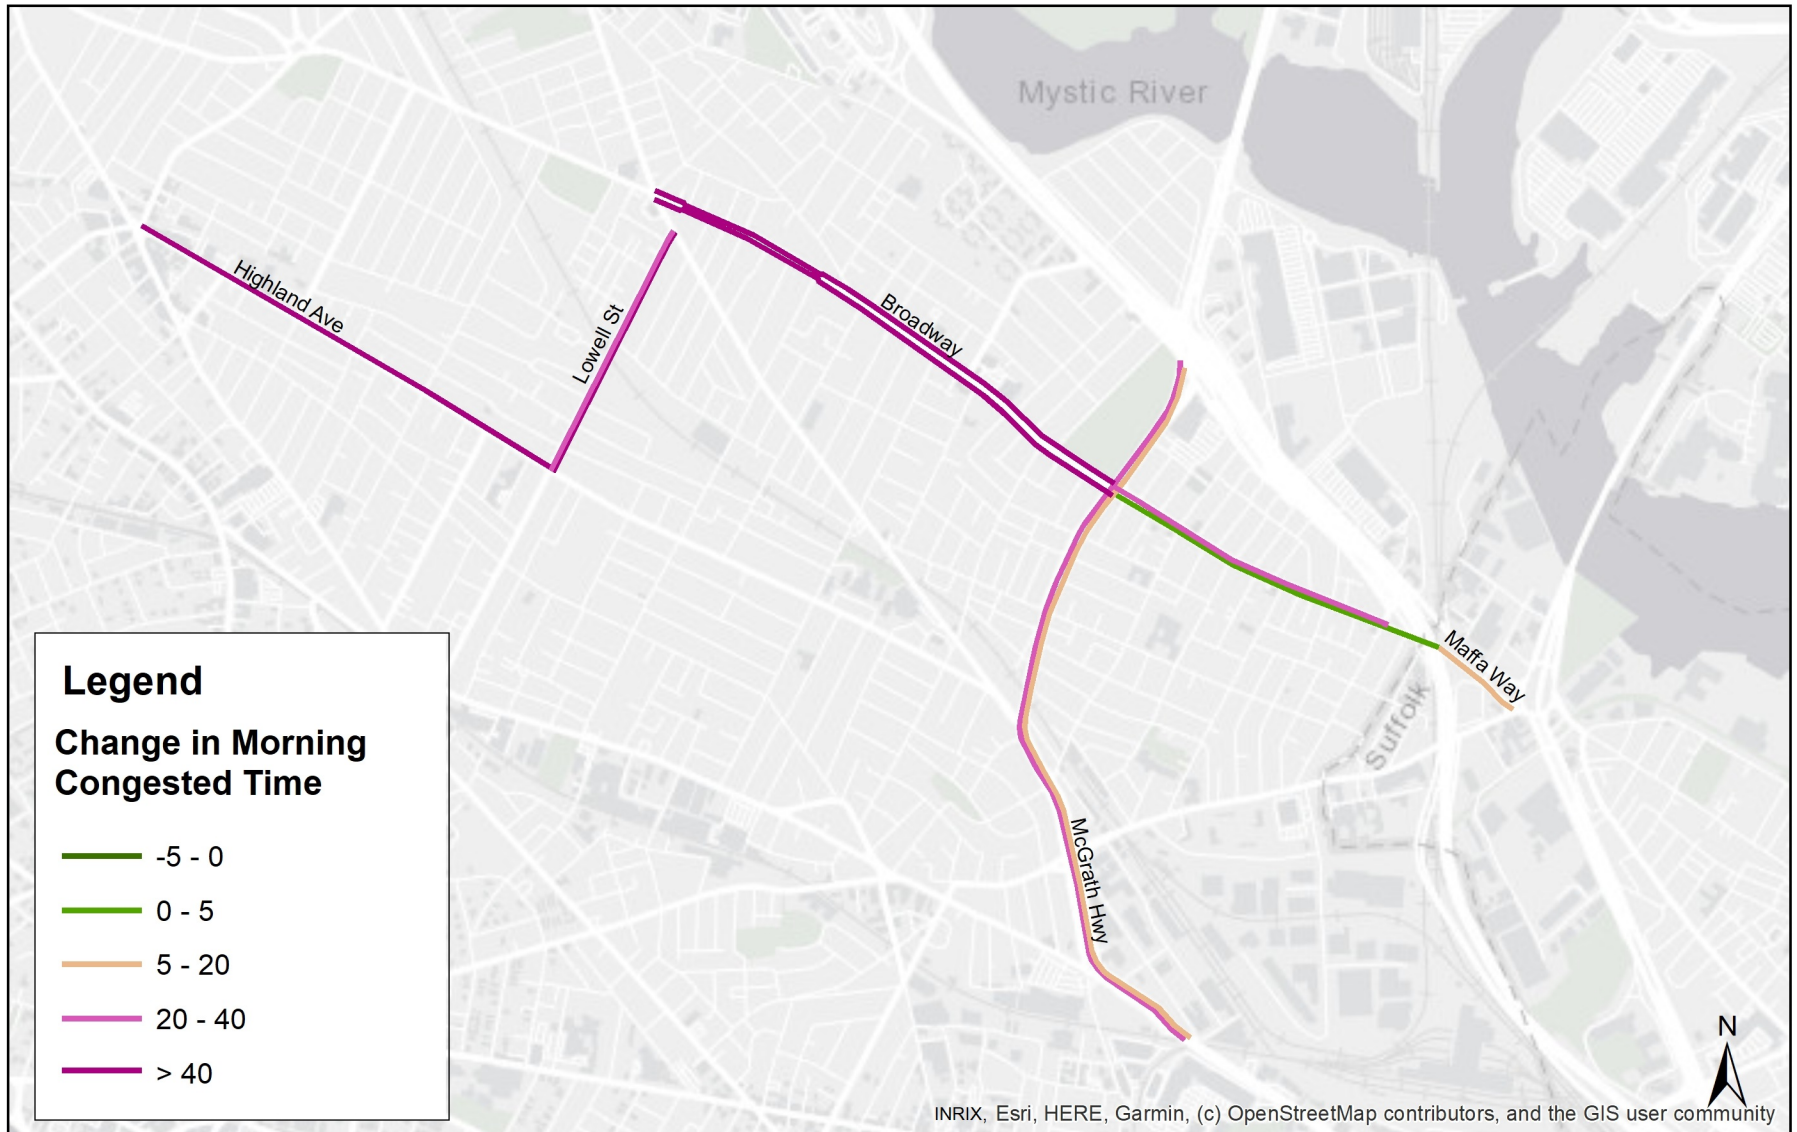 Mystic River
Highland Ave
Lowell St
Broadway
Maffa Way
Suffolk
McGrath Hwy
Legend
Change in Morning
Congested Time
-5 - 0
0 - 5
5 - 20
20 - 40
> 40
N
INRIX, Esri, HERE, Garmin, (c) OpenStreetMap contributors, and the GIS user community